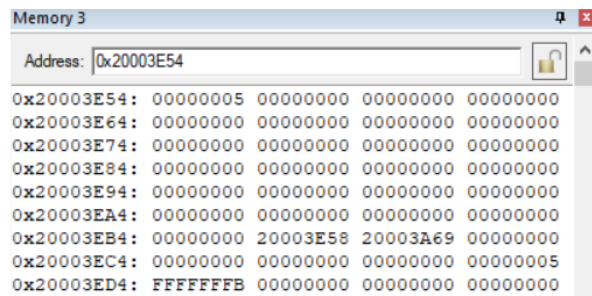 Memory 3
Address: 0x20003E54
0x20003E54: 00000005 00000000 00000000 00000000
0x20003E64: 00000000 00000000 00000000 00000000
0x20003E74: 00000000 00000000 00000000 00000000
0x20003E84: 00000000 00000000 00000000 00000000
0x20003E94: 00000000 00000000 00000000 00000000
0x20003EA4: 00000000 00000000 00000000 00000000
0x20003EB4: 00000000 20003E58 20003A69 00000000
0x20003EC4: 00000000 00000000 00000000 00000005
0x20003ED4: FFFFFFFB 00000000 00000000 00000000